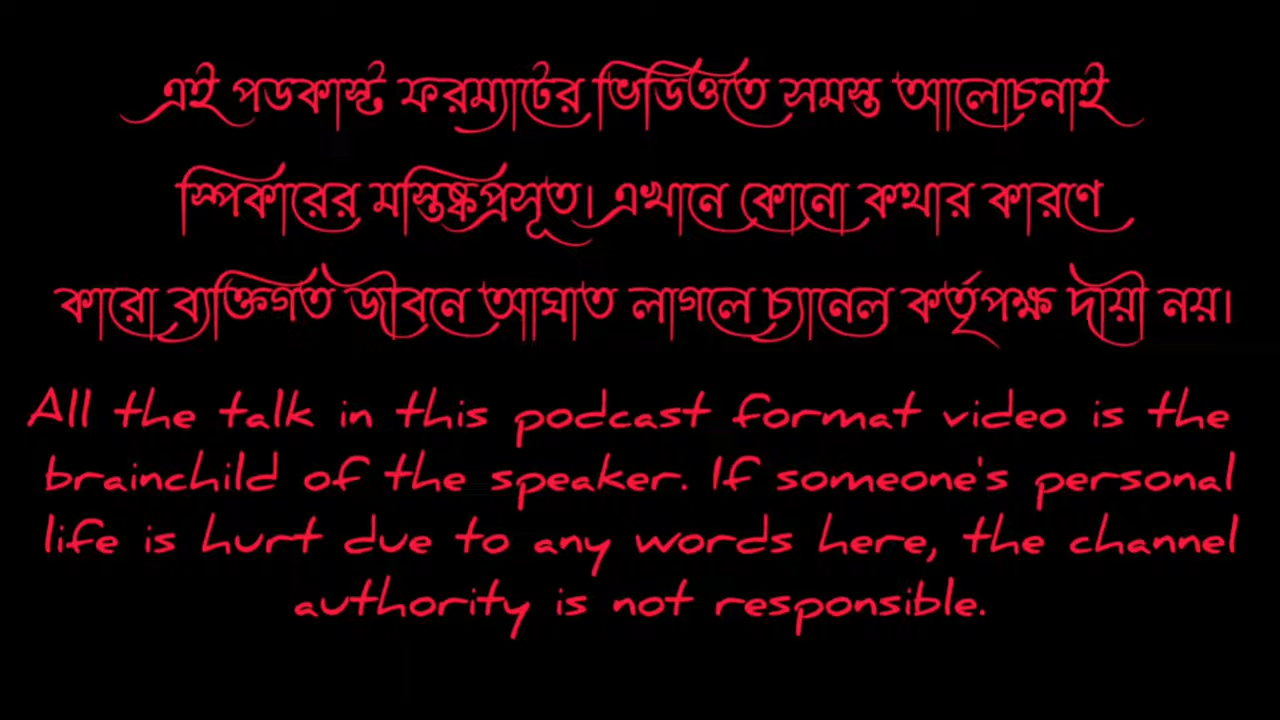 এই পডকাস্ট ফরম্যাটের ভিডিওতে সমস্ত আলোচনাই
স্পিকারের মস্তিষ্কপ্রসূত। এখানে কোনো কথার কারণে
কারো ব্যক্তিগত জীবনে আঘাত লাগলে চ্যানেল কর্তৃপক্ষ দায়ী নয়।
All the talk in this podcast format video is the
brainchild of the speaker. If someone's personal
life is hurt due to any words here, the channel
authority is not responsible.